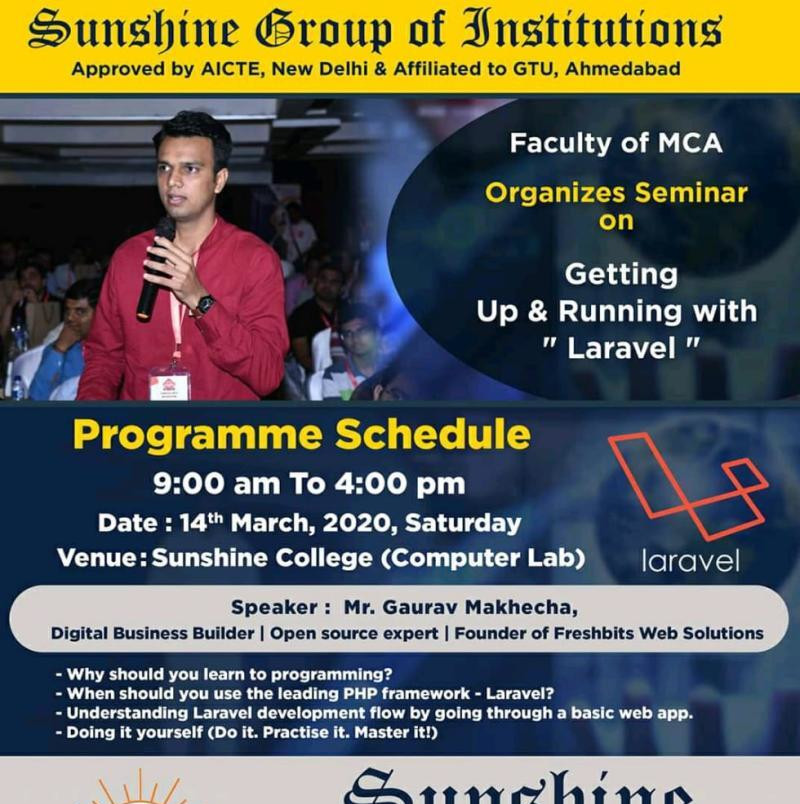 Sunshine Group of Institutions
Approved by AICTE, New Delhi & Affiliated to GTU, Ahmedabad
Faculty of MCA
Organizes Seminar
on
Getting
Up & Running with
" Laravel "
Programme Schedule
9:00 am To 4:00 pm
Date : 14th March, 2020, Saturday
Venue: Sunshine College (Computer Lab)
laravel
Speaker : Mr. Gaurav Makhecha,
Digital Business Builder | Open source expert | Founder of Freshbits Web Solutions
- Why should you learn to programming?
- When should you use the leading PHP framework - Laravel?
- Understanding Laravel development flow by going through a basic web app.
- Doing it yourself (Do it. Practise it. Master it!)
Sunshine